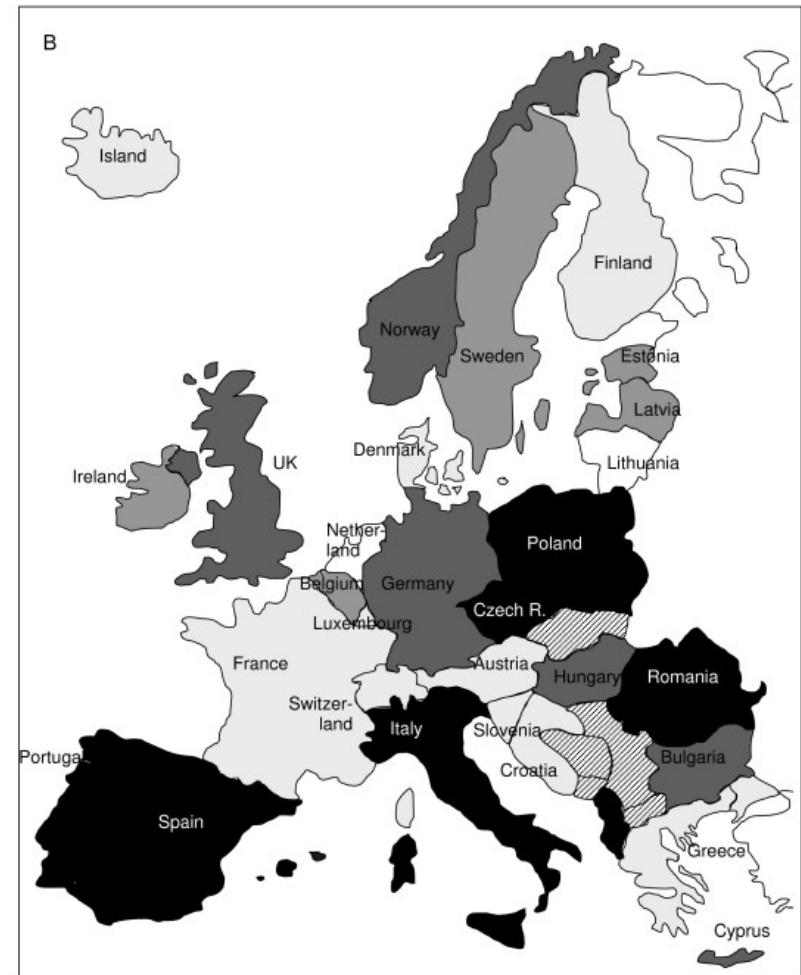 B
Island
Finland
Norway
Sweden
Estonia
Latvia
Denmark
Lithuania
Ireland
UK
Nether-
land
Poland
Belgium
Germany
Czech R.
Luxembourg
France
Austria
Hungary
Romania
Switzer-
land
Italy
Slovenia
Portuga
Bulgaria
Croatia
Spain
Greece
Cyprus